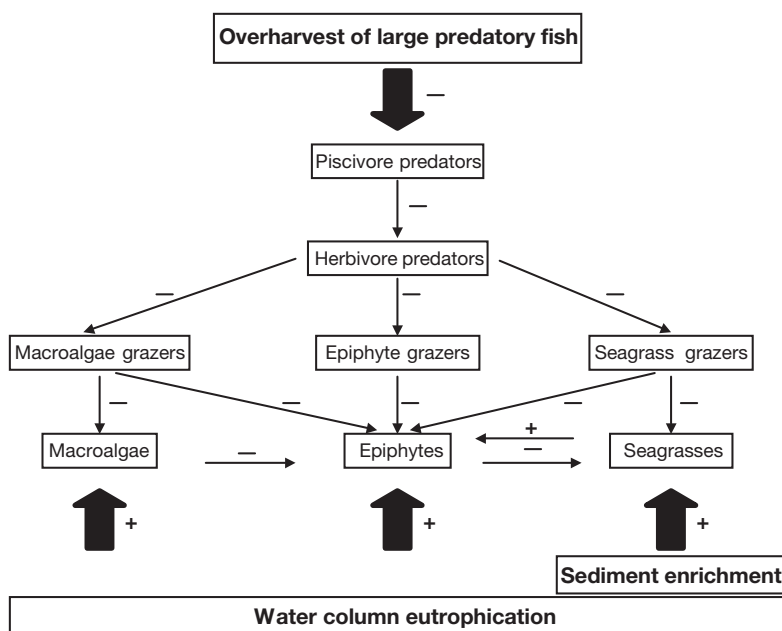 Overharvest of large predatory fish
—
Piscivore predators
—
Herbivore predators
— — —
Macroalgae grazers Epiphyte grazers Seagrass grazers
— — — — —
+
Macroalgae — Epiphytes — Seagrasses
+ + +
Sediment enrichment
Water column eutrophication